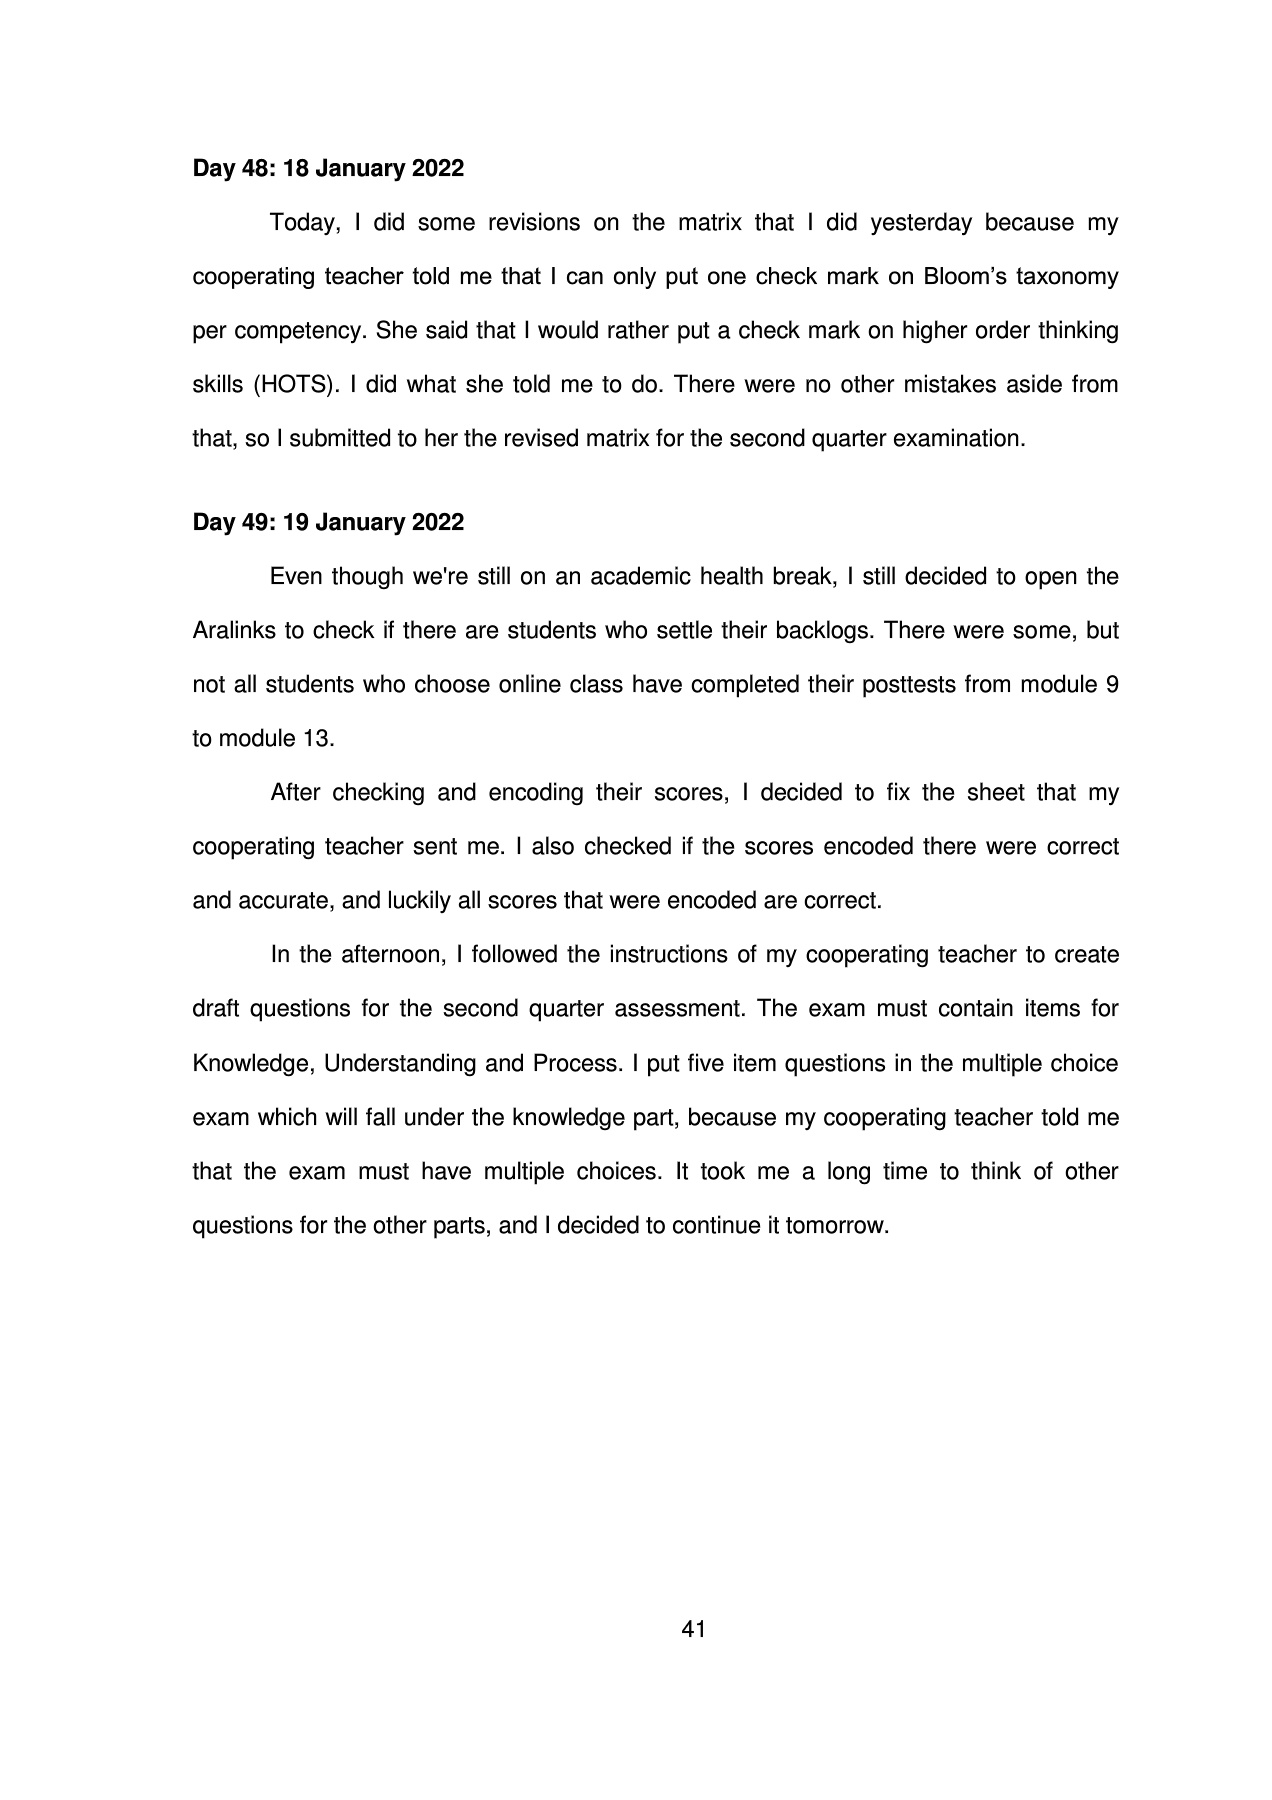 Day 48: 18 January 2022
Today, I did some revisions on the matrix that I did yesterday because my
cooperating teacher told me that I can only put one check mark on Bloom’s taxonomy
per competency. She said that I would rather put a check mark on higher order thinking
skills (HOTS). I did what she told me to do. There were no other mistakes aside from
that, so I submitted to her the revised matrix for the second quarter examination.
Day 49: 19 January 2022
Even though we're still on an academic health break, I still decided to open the
Aralinks to check if there are students who settle their backlogs. There were some, but
not all students who choose online class have completed their posttests from module 9
to module 13.
After checking and encoding their scores, I decided to fix the sheet that my
cooperating teacher sent me. I also checked if the scores encoded there were correct
and accurate, and luckily all scores that were encoded are correct.
In the afternoon, I followed the instructions of my cooperating teacher to create
draft questions for the second quarter assessment. The exam must contain items for
Knowledge, Understanding and Process. I put five item questions in the multiple choice
exam which will fall under the knowledge part, because my cooperating teacher told me
that the exam must have multiple choices. It took me a long time to think of other
questions for the other parts, and I decided to continue it tomorrow.
41